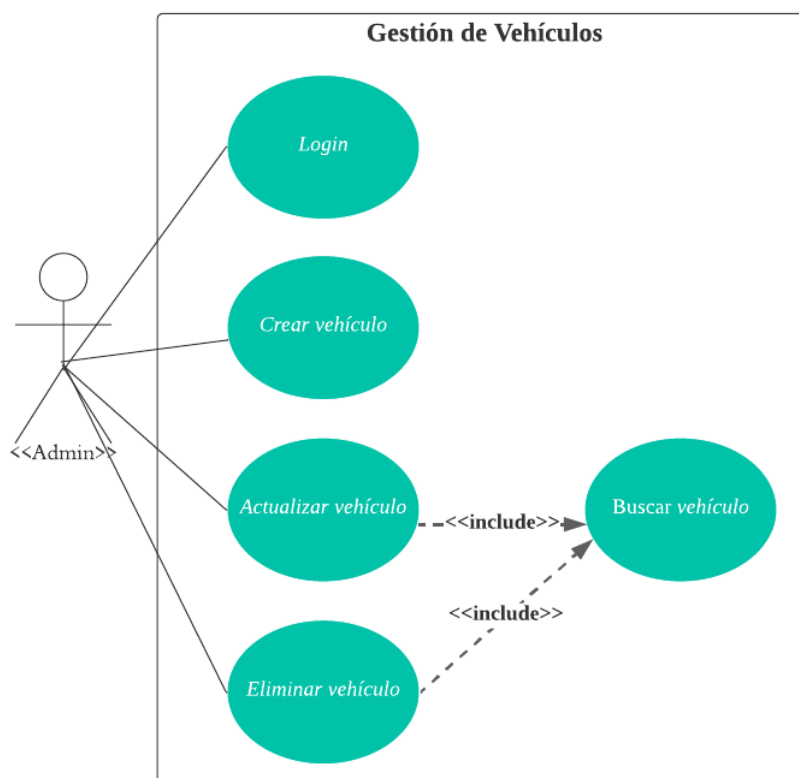 Gestión de Vehículos
Login
Crear vehículo
<<Admin>>
Actualizar vehículo
<<include>>
Buscar vehículo
<<include>>
Eliminar vehículo